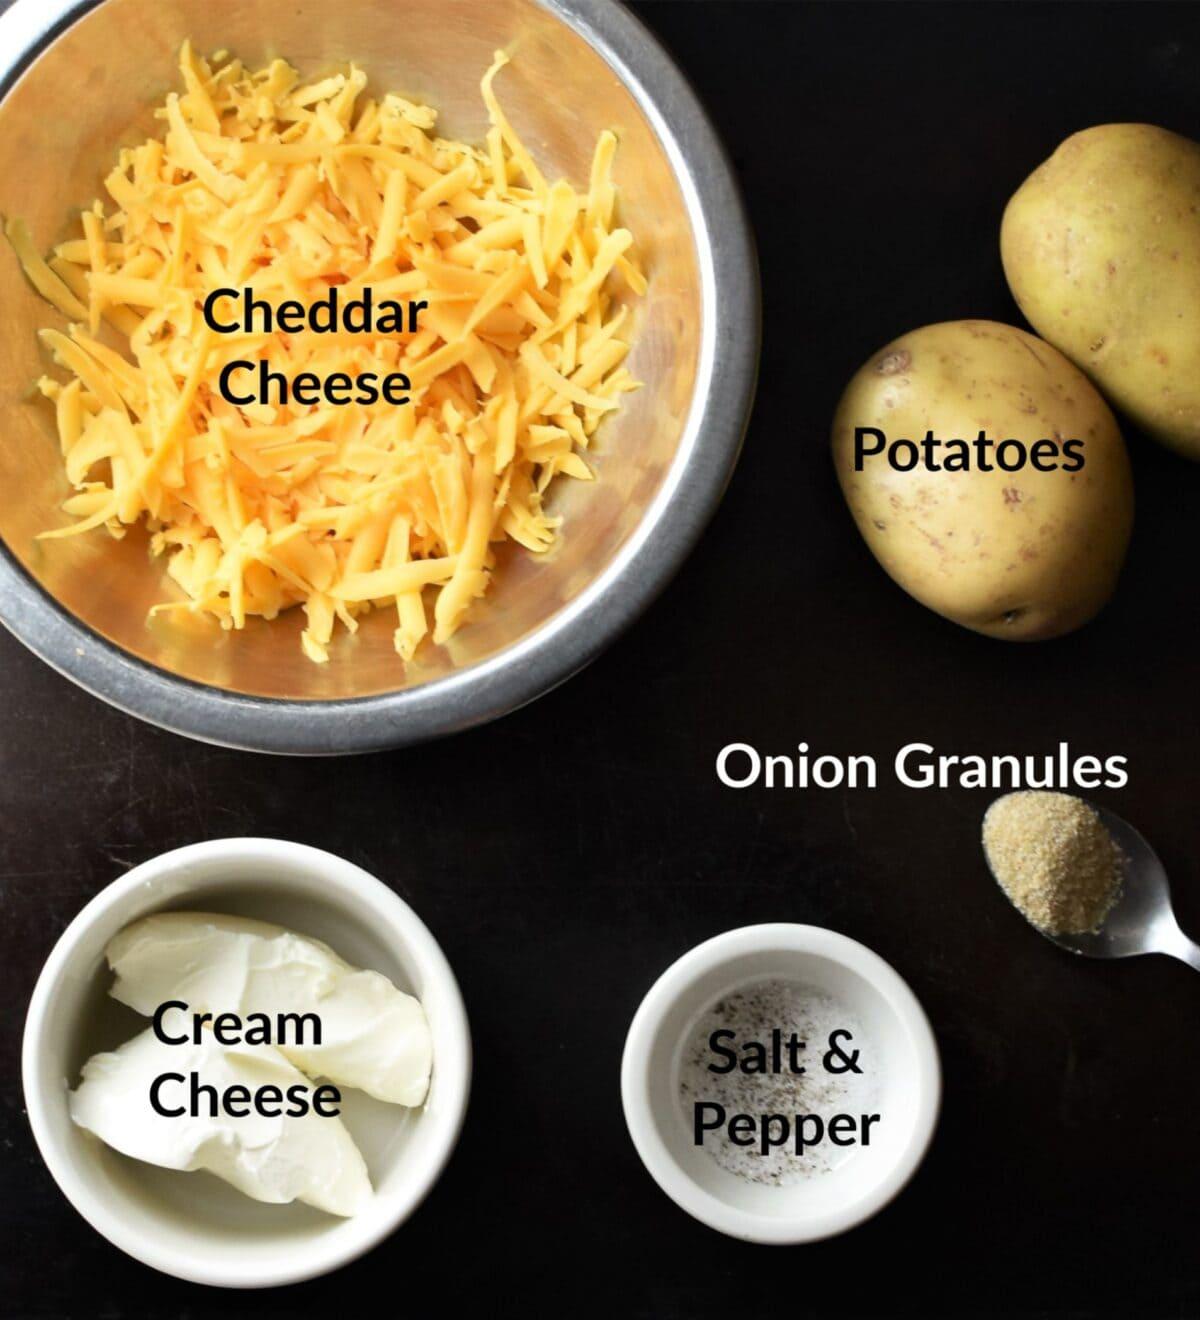 Cheddar
Cheese
Potatoes
Onion Granules
Cream
Cheese
Salt &
Pepper